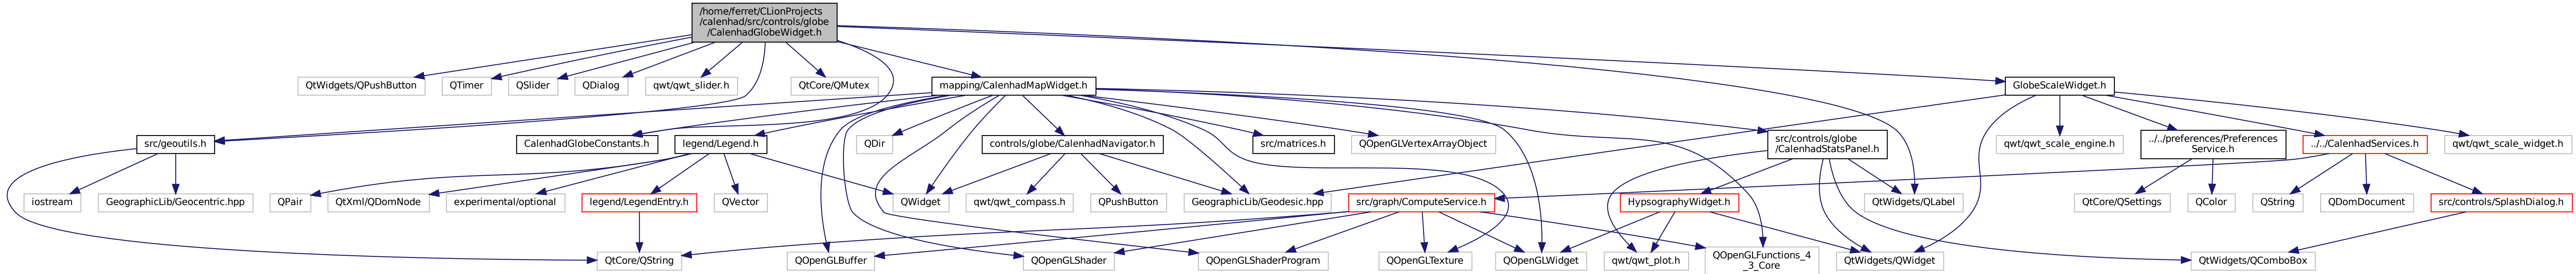 /home/ferret/CLionProjects
/calenhad/src/controls/globe
/CalenhadGlobeWidget.h
QtWidgets/QPushButton
QTimer
QSlider
QDialog
qwt/qwt_slider.h
QtCore/QMutex
mapping/CalenhadMapWidget.h
GlobeScaleWidget.h
src/geoutils.h
CalenhadGlobeConstants.h
legend/Legend.h
QDir
controls/globe/CalenhadNavigator.h
src/matrices.h
QOpenGLVertexArrayObject
src/controls/globe
/CalenhadStatsPanel.h
qwt/qwt_scale_engine.h
../../preferences/Preferences
Service.h
../../CalenhadServices.h
qwt/qwt_scale_widget.h
iostream
GeographicLib/Geocentric.hpp
QPair
QtXml/QDomNode
experimental/optional
legend/LegendEntry.h
QVector
QWidget
qwt/qwt_compass.h
QPushButton
GeographicLib/Geodesic.hpp
src/graph/ComputeService.h
HypsographyWidget.h
QtWidgets/QLabel
QtCore/QSettings
QColor
QString
QDomDocument
src/controls/SplashDialog.h
QtCore/QString
QOpenGLBuffer
QOpenGLShader
QOpenGLShaderProgram
QOpenGLTexture
QOpenGLWidget
qwt/qwt_plot.h
QOpenGLFunctions_4
_3_Core
QtWidgets/QWidget
QtWidgets/QComboBox